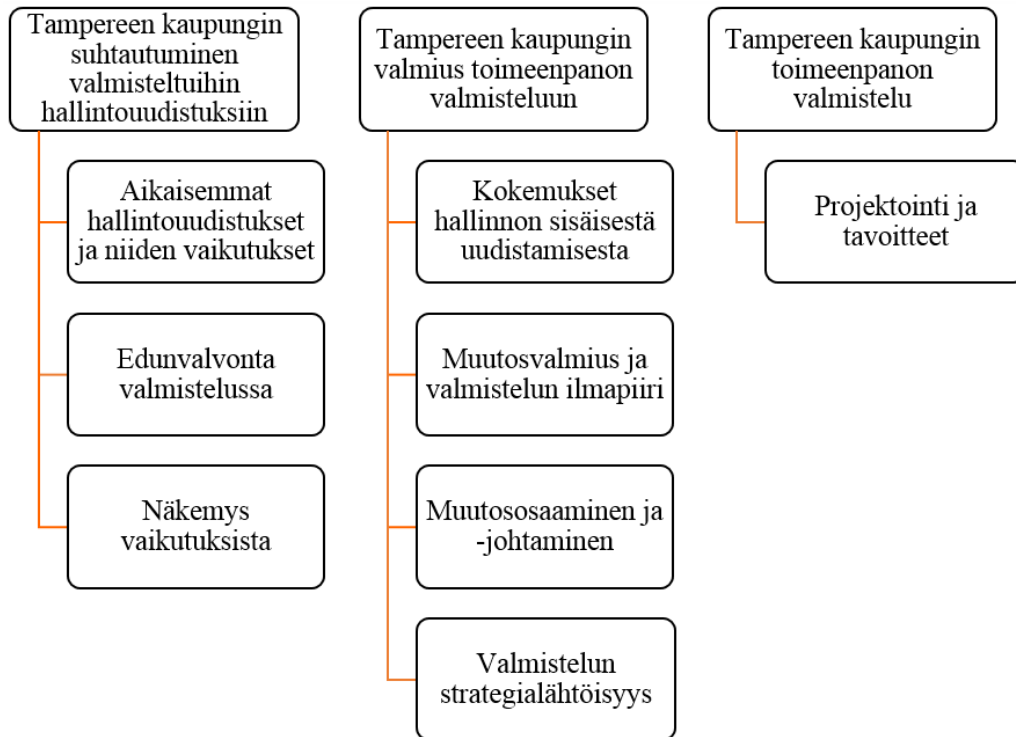 Tampereen kaupungin
suhtautuminen
valmisteltuihin
hallintouudistuksiin
Aikaisemmat
hallintouudistukset
ja niiden vaikutukset
Edunvalvonta
valmistelussa
Näkemys
vaikutuksista
Tampereen kaupungin
valmius toimeenpanon
valmisteluun
Kokemukset
hallinnon sisäisestä
uudistamisesta
Muutosvalmius ja
valmistelun ilmapiiri
Muutososaaminen ja
-johtaminen
Valmistelun
strategialähtöisyys
Tampereen kaupungin
toimeenpanon
valmistelu
Projektointi ja
tavoitteet